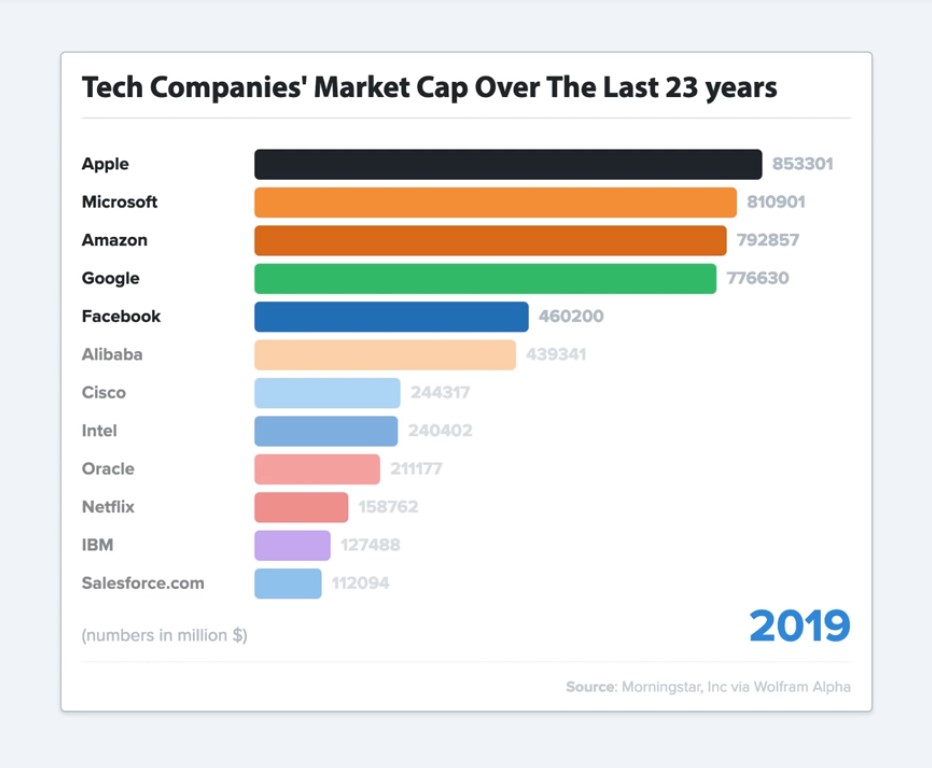 Tech Companies' Market Cap Over The Last 23 years
Apple 853301
Microsoft 810901
Amazon 792857
Google 776630
Facebook 460200
Alibaba 439341
Cisco 244317
Intel 240402
Oracle 211177
Netflix 158762
IBM 127488
Salesforce.com 112094
(numbers in million $) 2019
Source: Morningstar, Inc via Wolfram Alpha